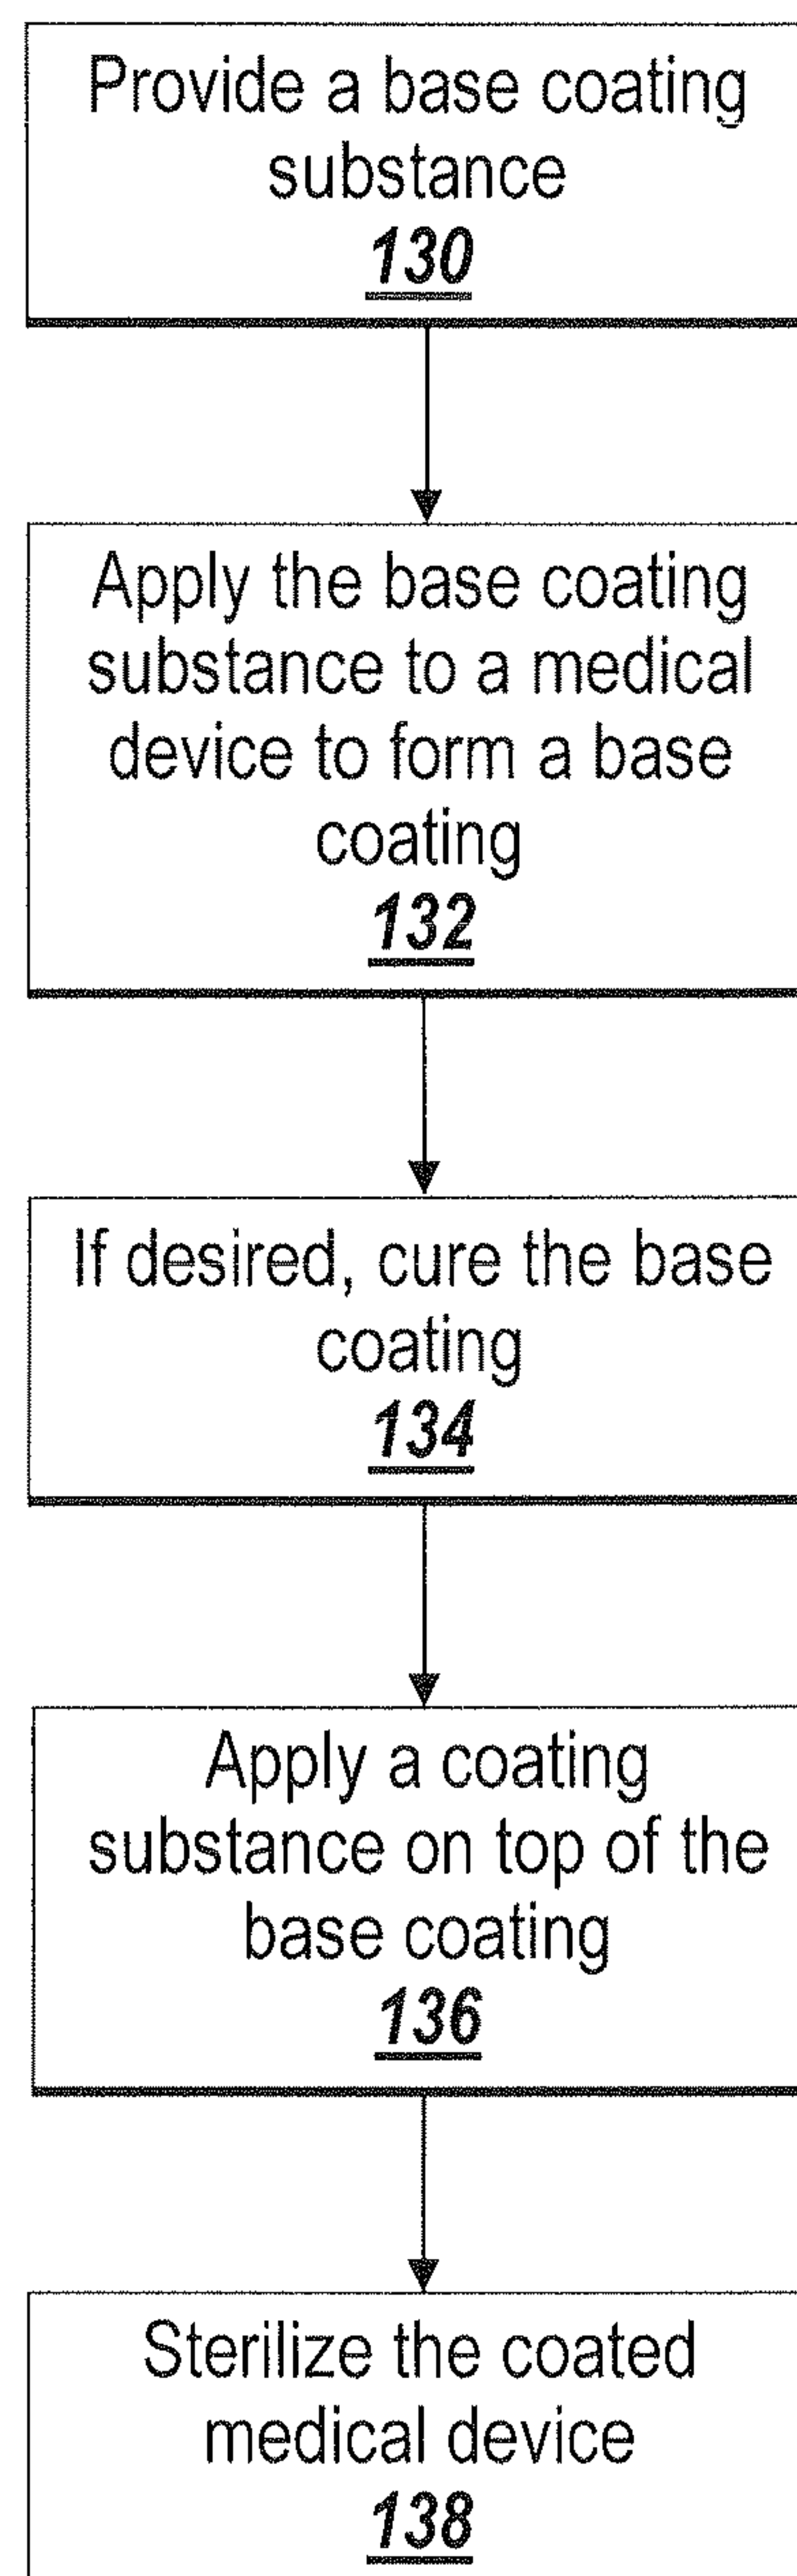 Provide a base coating
substance
130
Apply the base coating
substance to a medical
device to form a base
coating
132
If desired, cure the base
coating
134
Apply a coating
substance on top of the
base coating
136
Sterilize the coated
medical device
138